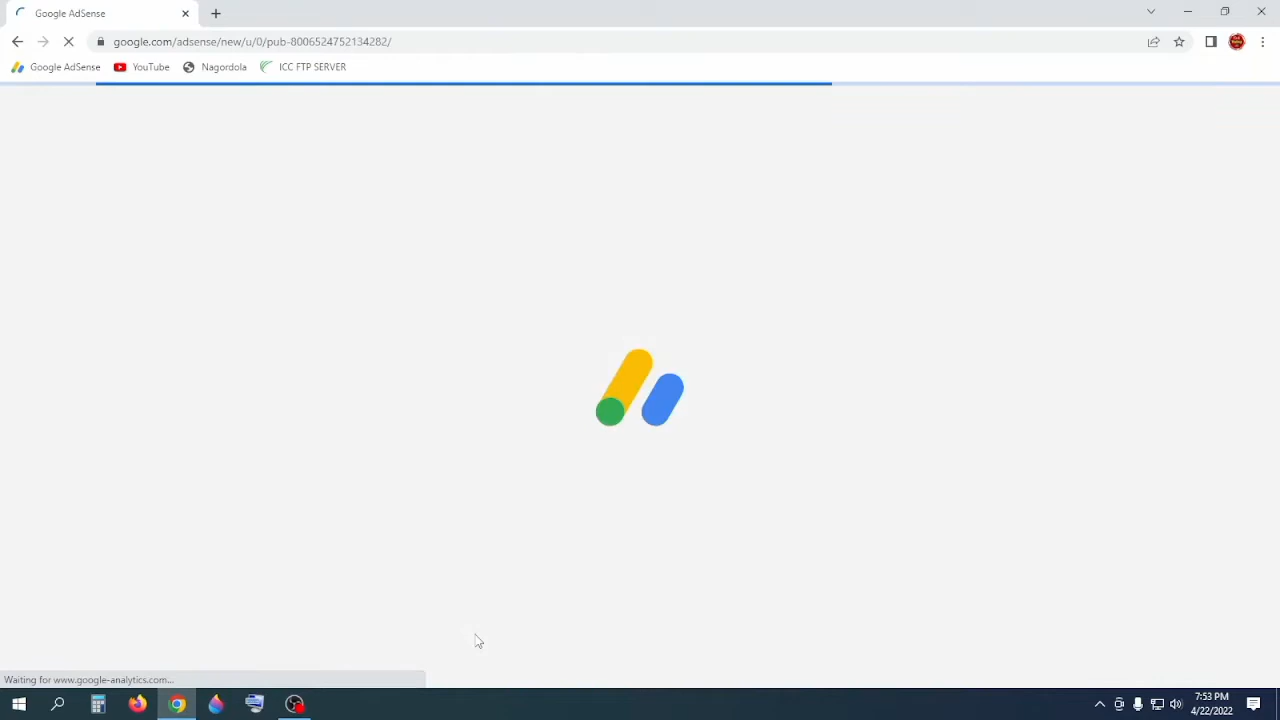 Google AdSense
google.com/adsense/new/u/0/pub-8006524752134282/
Google AdSense YouTube Nagordola ICC FTP SERVER
Waiting for www.google-analytics.com...
7:53 PM
4/22/2022